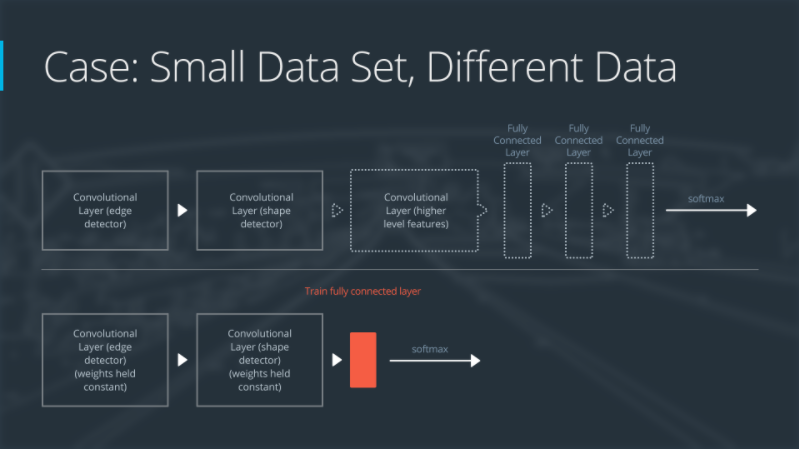 Case: Small Data Set, Different Data
Fully
Connected
Layer
Fully
Connected
Layer
Fully
Connected
Layer
Convolutional
Layer (edge
detector)
Convolutional
Layer (shape
detector)
Convolutional
Layer (higher
level features)
softmax
Train fully connected layer
Convolutional
Layer (edge
detector)
(weights held
constant)
Convolutional
Layer (shape
detector)
(weights held
constant)
softmax